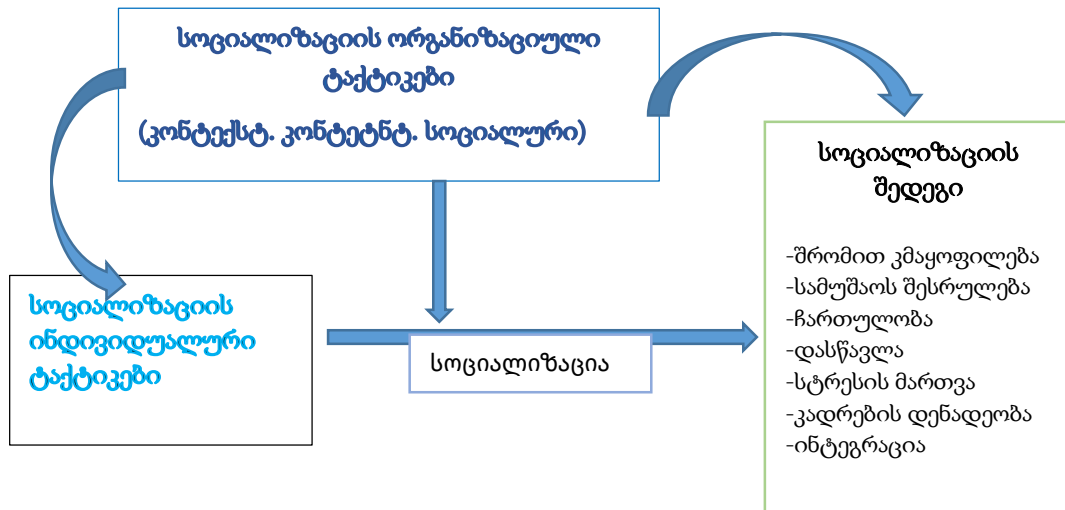 სოციალიზაციის ორგანიზაციული
ტაქტიკები
(კონტექსტ. კონტეტნტ. სოციალური)
სოციალიზაციის
ინდივიდუალური
ტაქტიკები
სოციალიზაცია
სოციალიზაციის
შედეგი
-შრომით კმაყოფილება
-სამუშაოს შესრულება
-ჩართულობა
-დასწავლა
-სტრესის მართვა
-კადრების დენადეობა
-ინტეგრაცია